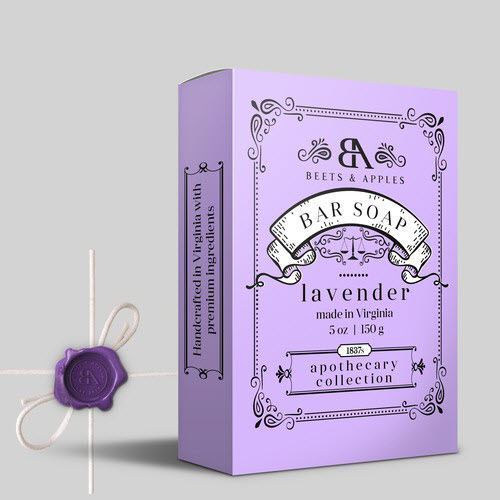 BA
BEETS & APPLES
BAR SOAP
lavender
made in Virginia
5 oz | 150 g
1837s
apothecary
collection
Handcrafted in Virginia with
premium ingredients
BA